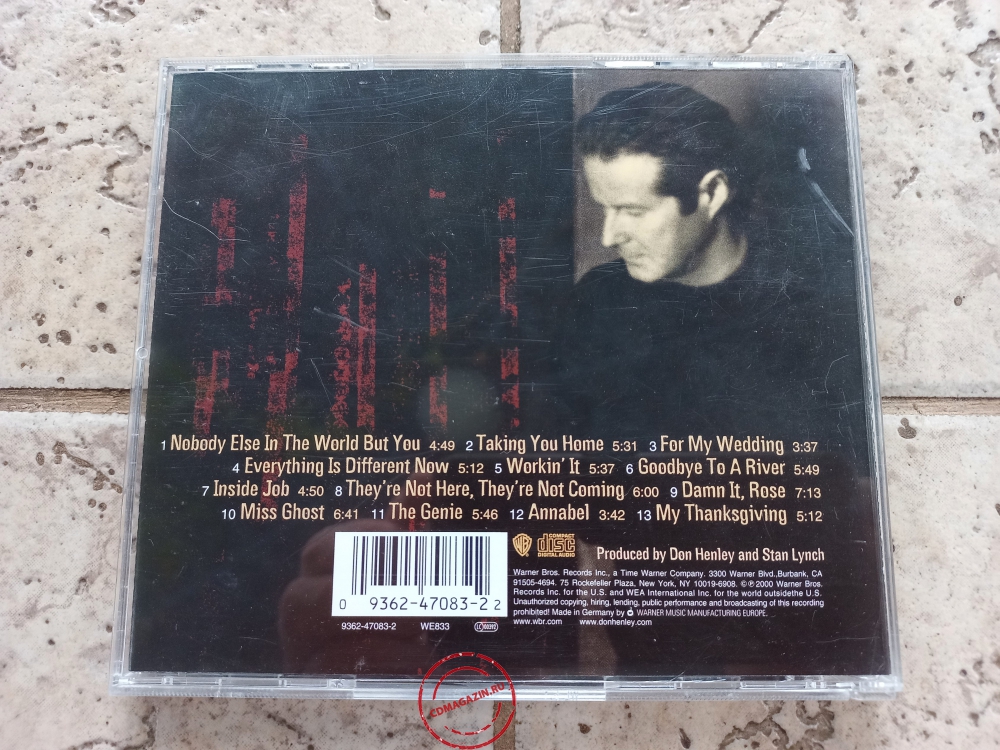 1 Nobody Else In The World But You 4:49 2 Taking You Home 5:31 3 For My Wedding 3:37
4 Everything Is Different Now 5:12 5 Workin' It 5:37 6 Goodbye To A River 5:49
7 Inside Job 4:50 8 They're Not Here, They're Not Coming 6:00 9 Damn It, Rose 7:13
10 Miss Ghost 6:41 11 The Genie 5:46 12 Annabel 3:42 13 My Thanksgiving 5:12
0 9362-47083-2 2
9362-47083-2 WE833 LC 00392
WB COMPACT disc DIGITAL AUDIO
Produced by Don Henley and Stan Lynch
Warner Bros. Records Inc., a Time Warner Company. 3300 Warner Blvd.,Burbank, CA
91505-4694. 75 Rockefeller Plaza, New York, NY 10019-6908. ©℗ 2000 Warner Bros.
Records Inc. for the U.S. and WEA International Inc. for the world outsidethe U.S.
Unauthorized copying, hiring, lending, public performance and broadcasting of this recording
prohibited! Made in Germany by WARNER MUSIC MANUFACTURING EUROPE.
www.wbr.com www.donhenley.com
CDMAGAZIN.RU